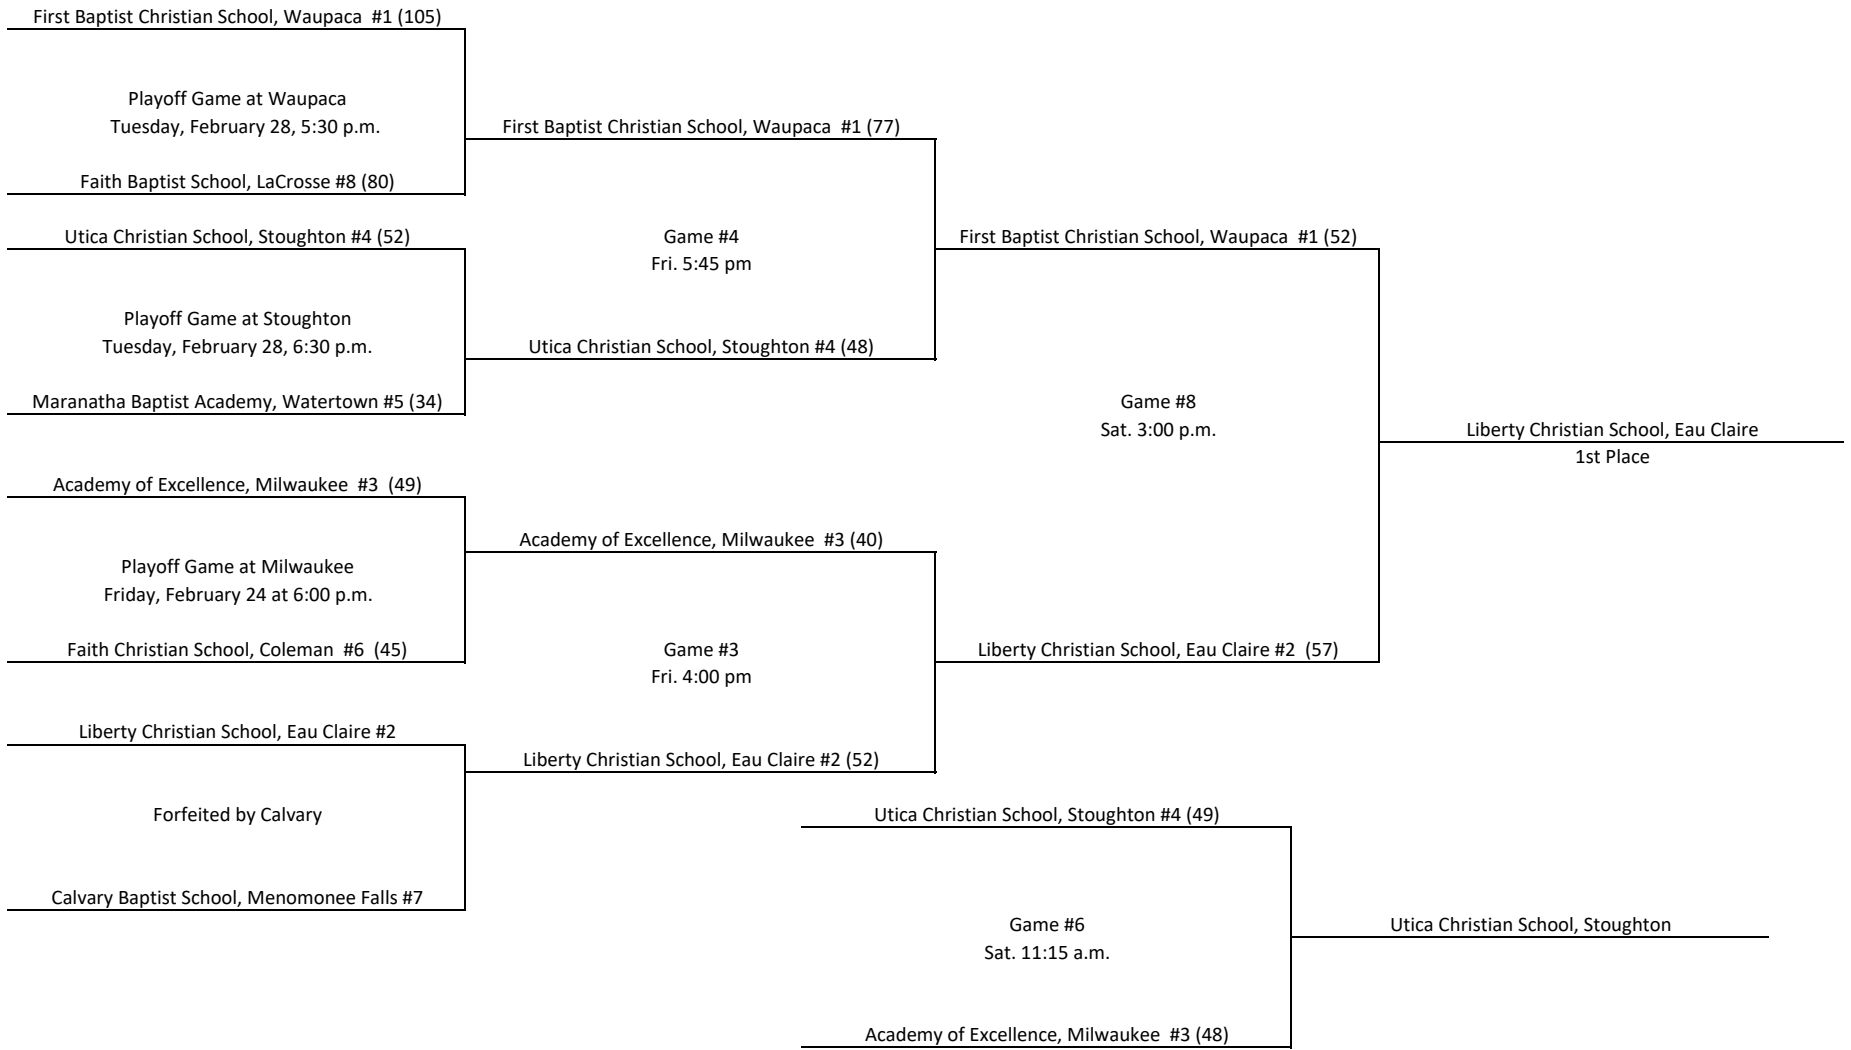 First Baptist Christian School, Waupaca  #1 (105)
Playoff Game at Waupaca
Tuesday, February 28, 5:30 p.m.
First Baptist Christian School, Waupaca  #1 (77)
Faith Baptist School, LaCrosse #8 (80)
Utica Christian School, Stoughton #4 (52)
Game #4
Fri. 5:45 pm
First Baptist Christian School, Waupaca  #1 (52)
Playoff Game at Stoughton
Tuesday, February 28, 6:30 p.m.
Utica Christian School, Stoughton #4 (48)
Maranatha Baptist Academy, Watertown #5 (34)
Game #8
Sat. 3:00 p.m.
Liberty Christian School, Eau Claire
1st Place
Academy of Excellence, Milwaukee  #3  (49)
Academy of Excellence, Milwaukee  #3 (40)
Playoff Game at Milwaukee
Friday, February 24 at 6:00 p.m.
Faith Christian School, Coleman  #6  (45)
Game #3
Fri. 4:00 pm
Liberty Christian School, Eau Claire #2  (57)
Liberty Christian School, Eau Claire #2
Liberty Christian School, Eau Claire #2 (52)
Forfeited by Calvary
Utica Christian School, Stoughton #4 (49)
Calvary Baptist School, Menomonee Falls #7
Game #6
Sat. 11:15 a.m.
Utica Christian School, Stoughton
Academy of Excellence, Milwaukee  #3 (48)